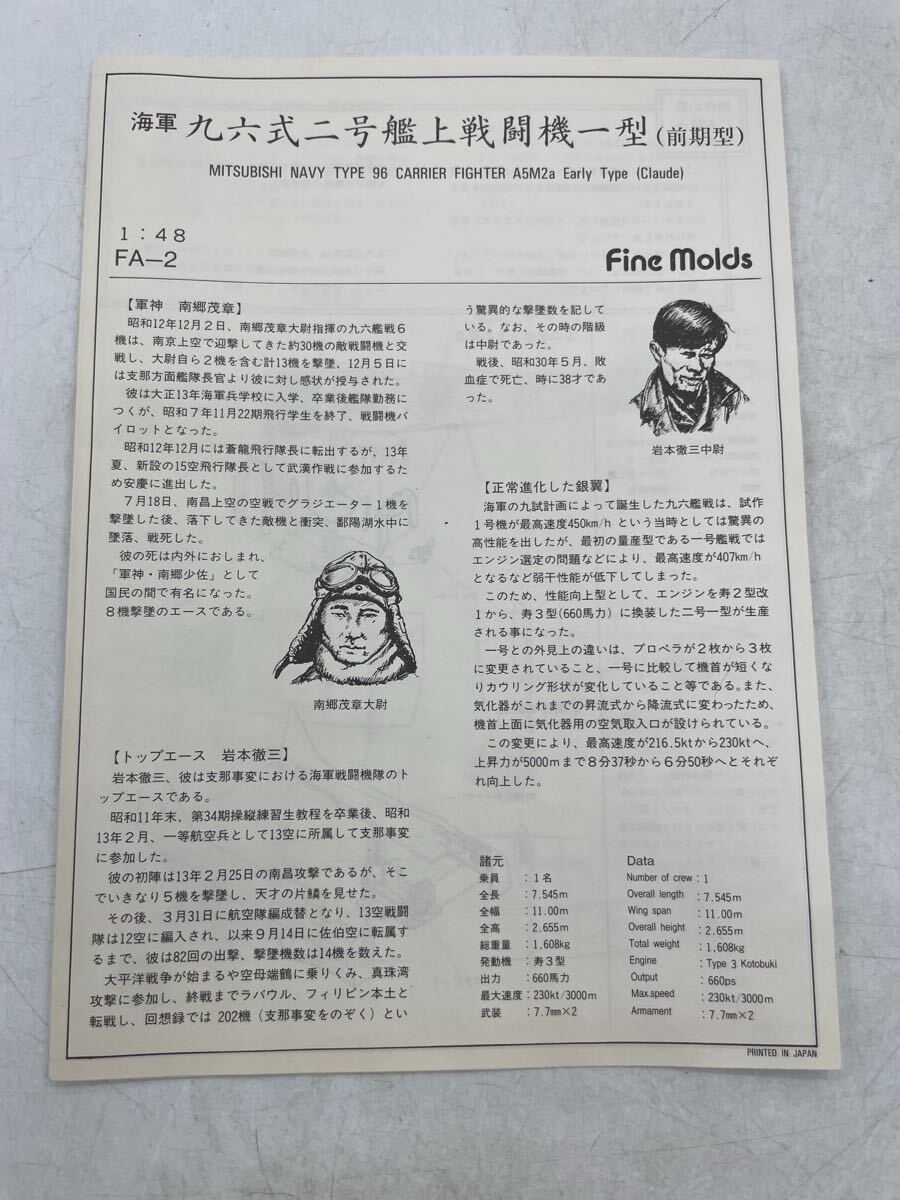 海軍 九六式二号艦上戦闘機一型(前期型)
MITSUBISHI NAVY TYPE 96 CARRIER FIGHTER A5M2a Early Type (Claude)
1:48
FA—2
Fine Molds
【軍神 南郷茂章】
昭和12年12月2日、南郷茂章大尉指揮の九六艦戦6
機は、南京上空で迎撃してきた約30機の敵戦闘機と交
戦し、大尉自ら2機を含む計13機を撃墜、12月5日に
は支那方面艦隊長官より彼に対し感状が授与された。
彼は大正13年海軍兵学校に入学、卒業後艦隊勤務に
つくが、昭和7年11月22期飛行学生を終了、戦闘機パ
イロットとなった。
昭和12年12月には蒼龍飛行隊長に転出するが、13年
夏、新設の15空飛行隊長として武漢作戦に参加するた
め安慶に進出した。
7月18日、南昌上空の空戦でグラジエーター1機を
撃墜した後、落下してきた敵機と衝突、鄱陽湖水中に
墜落、戦死した。
彼の死は内外におしまれ、
「軍神・南郷少佐」として
国民の間で有名になった。
8機撃墜のエースである。
南郷茂章大尉
【トップエース 岩本徹三】
岩本徹三、彼は支那事変における海軍戦闘機隊のト
ップエースである。
昭和11年末、第34期操縦練習生教程を卒業後、昭和
13年2月、一等航空兵として13空に所属して支那事変
に参加した。
彼の初陣は13年2月25日の南昌攻撃であるが、そこ
でいきなり5機を撃墜し、天才の片鱗を見せた。
その後、3月31日に航空隊編成替となり、13空戦闘
隊は12空に編入され、以来9月14日に佐伯空に転属す
るまで、彼は82回の出撃、撃墜機数は14機を数えた。
大平洋戦争が始まるや空母瑞鶴に乗りくみ、真珠湾
攻撃に参加し、終戦までラバウル、フィリピン本土と
転戦し、回想録では 202機(支那事変をのぞく)とい
う驚異的な撃墜数を記して
いる。なお、その時の階級
は中尉であった。
戦後、昭和30年5月、敗
血症で死亡、時に38才であ
った。
岩本徹三中尉
【正常進化した銀翼】
海軍の九試計画によって誕生した九六艦戦は、試作
1号機が最高速度450km/h という当時としては驚異の
高性能を出したが、最初の量産型である一号艦戦では
エンジン選定の問題などにより、最高速度が407km/h
となるなど弱干性能が低下してしまった。
このため、性能向上型として、エンジンを寿2型改
1から、寿3型(660馬力)に換装した二号一型が生産
される事になった。
一号との外見上の違いは、プロペラが2枚から3枚
に変更されていること、一号に比較して機首が短くな
りカウリング形状が変化していること等である。また、
気化器がこれまでの昇流式から降流式に変わったため、
機首上面に気化器用の空気取入口が設けられている。
この変更により、最高速度が216.5ktから230ktへ、
上昇力が5000mまで8分37秒から6分50秒へとそれぞ
れ向上した。
諸元
乗員 :1名
全長 :7.545m
全幅 :11.00m
全高 :2.655m
総重量 :1,608kg
発動機 :寿3型
出力 :660馬力
最大速度:230kt/3000m
武装 :7.7mm×2
Data
Number of crew:1
Overall length :7.545m
Wing span :11.00m
Overall height :2.655m
Total weight :1,608kg
Engine :Type 3 Kotobuki
Output :660ps
Max.speed :230kt/3000m
Armament :7.7mm×2
PRINTED IN JAPAN